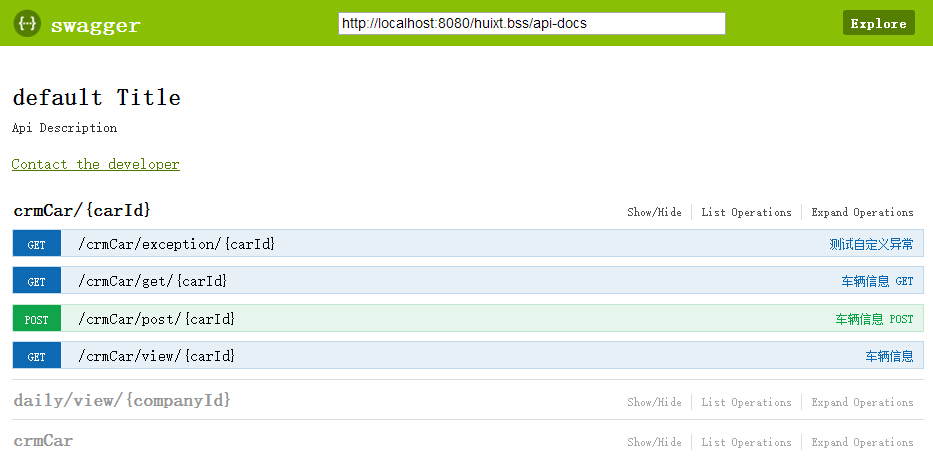 {···} swagger http://localhost:8080/huixt.bss/api-docs Explore
default Title
Api Description
Contact the developer
crmCar/{carId} Show/Hide List Operations Expand Operations
GET /crmCar/exception/{carId} 测试自定义异常
GET /crmCar/get/{carId} 车辆信息 GET
POST /crmCar/post/{carId} 车辆信息 POST
GET /crmCar/view/{carId} 车辆信息
daily/view/{companyId} Show/Hide List Operations Expand Operations
crmCar Show/Hide List Operations Expand Operations